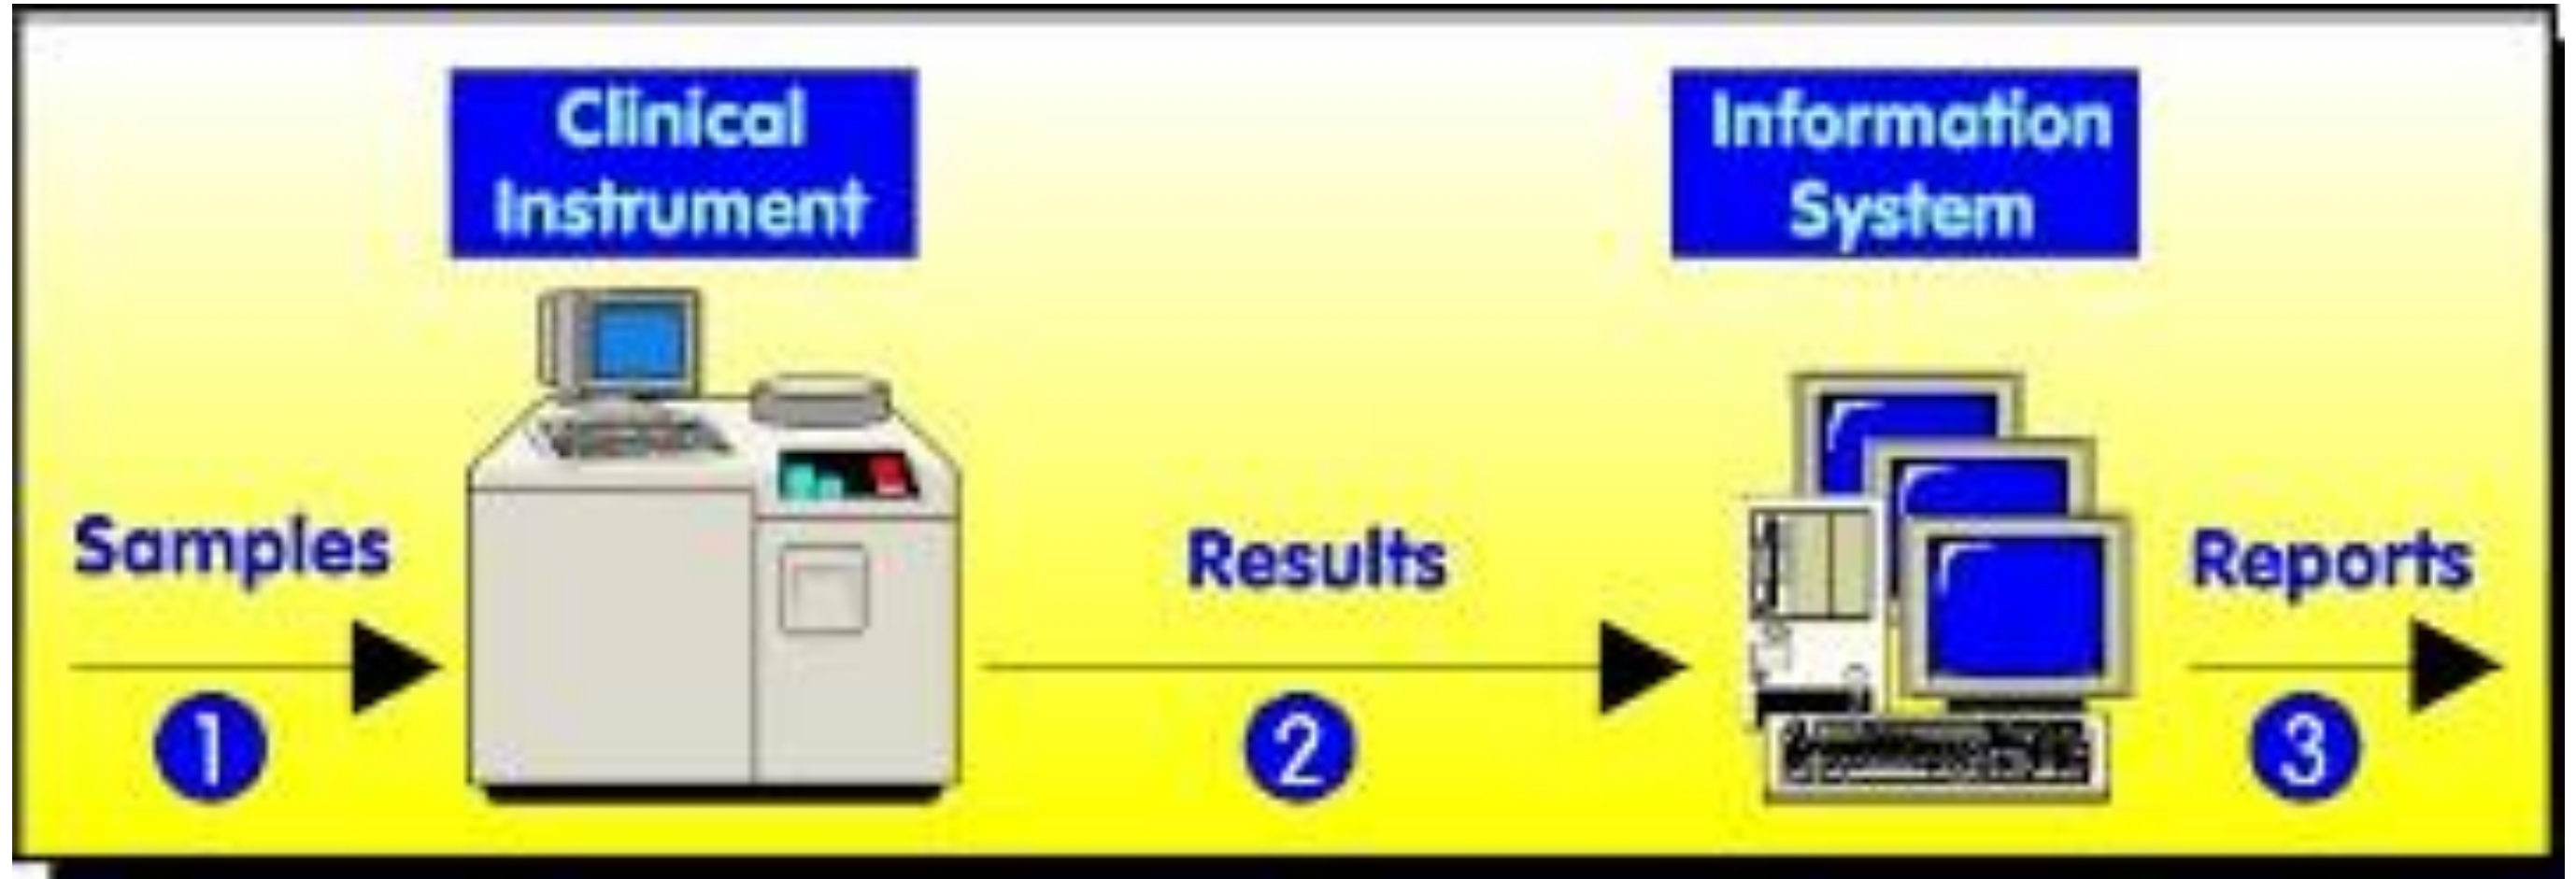 Clinical
Instrument
Information
System
Samples
Results
Reports
1
2
3